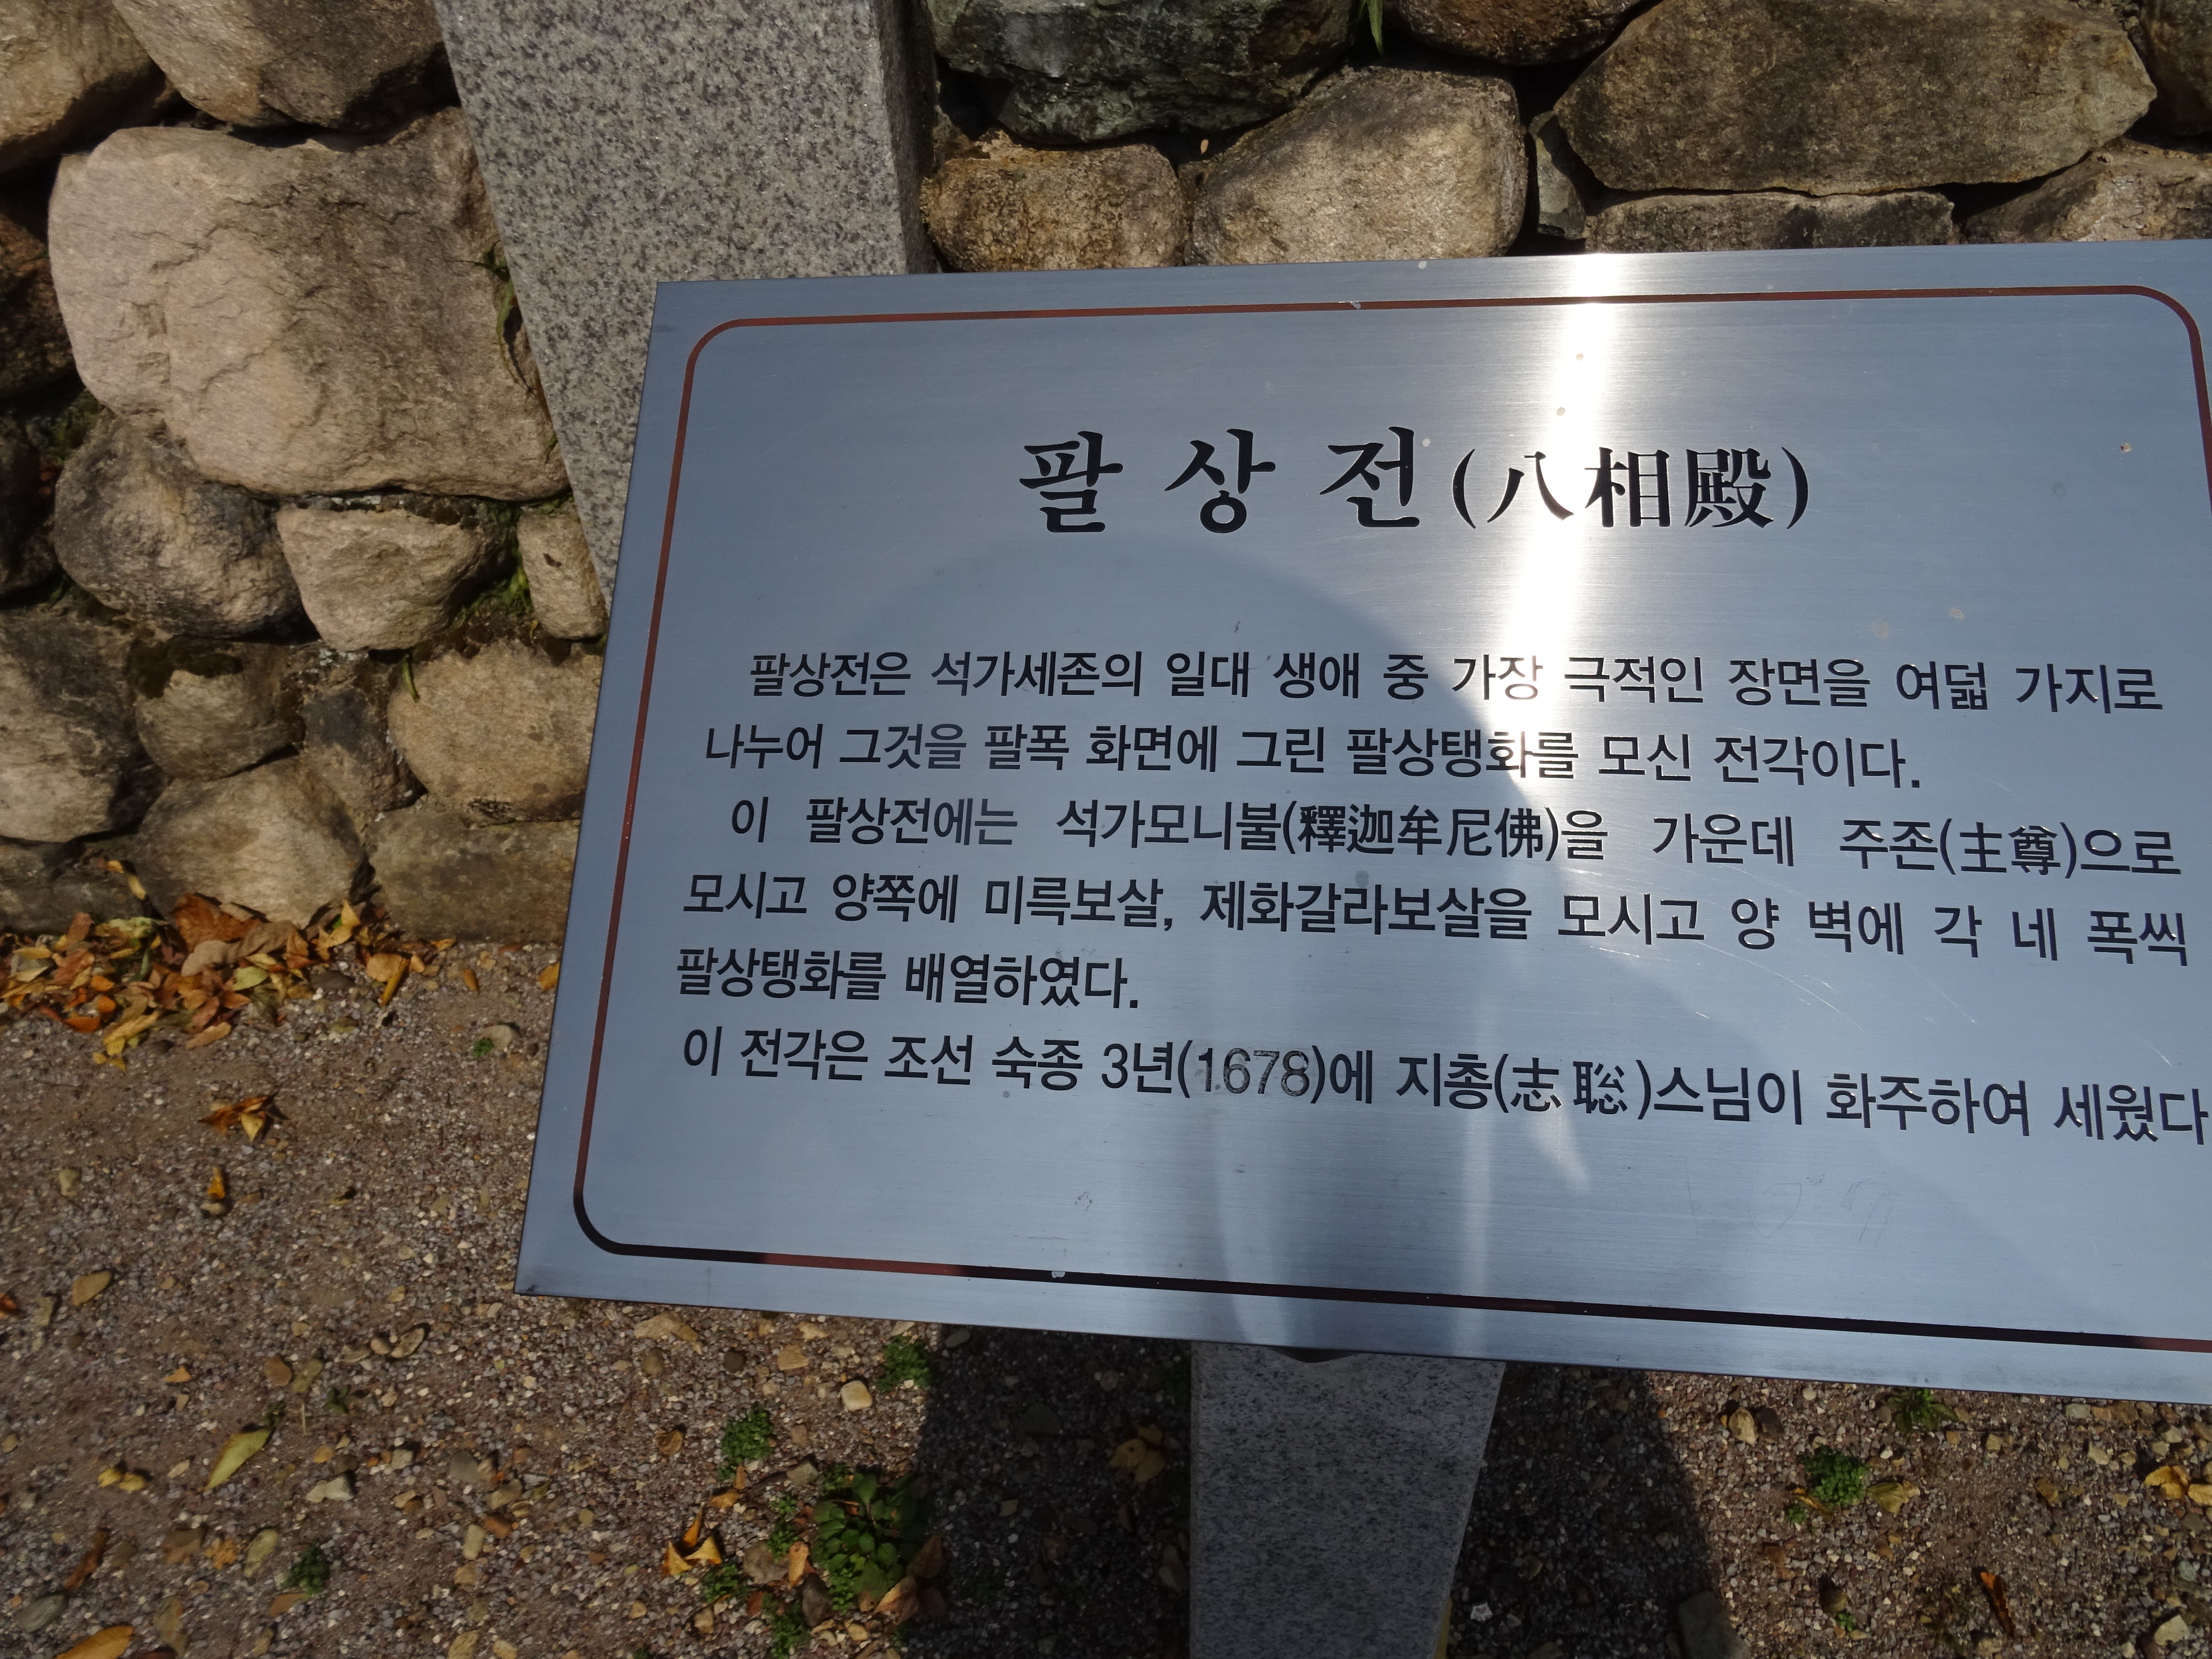 팔 상 전(八相殿)
팔상전은 석가세존의 일대 생애 중 가장 극적인 장면을 여덟 가지로
나누어 그것을 팔폭 화면에 그린 팔상탱화를 모신 전각이다.
이 팔상전에는 석가모니불(釋迦牟尼佛)을 가운데 주존(主尊)으로
모시고 양쪽에 미륵보살, 제화갈라보살을 모시고 양 벽에 각 네 폭씩
팔상탱화를 배열하였다.
이 전각은 조선 숙종 3년(1678)에 지총(志聡)스님이 화주하여 세웠다